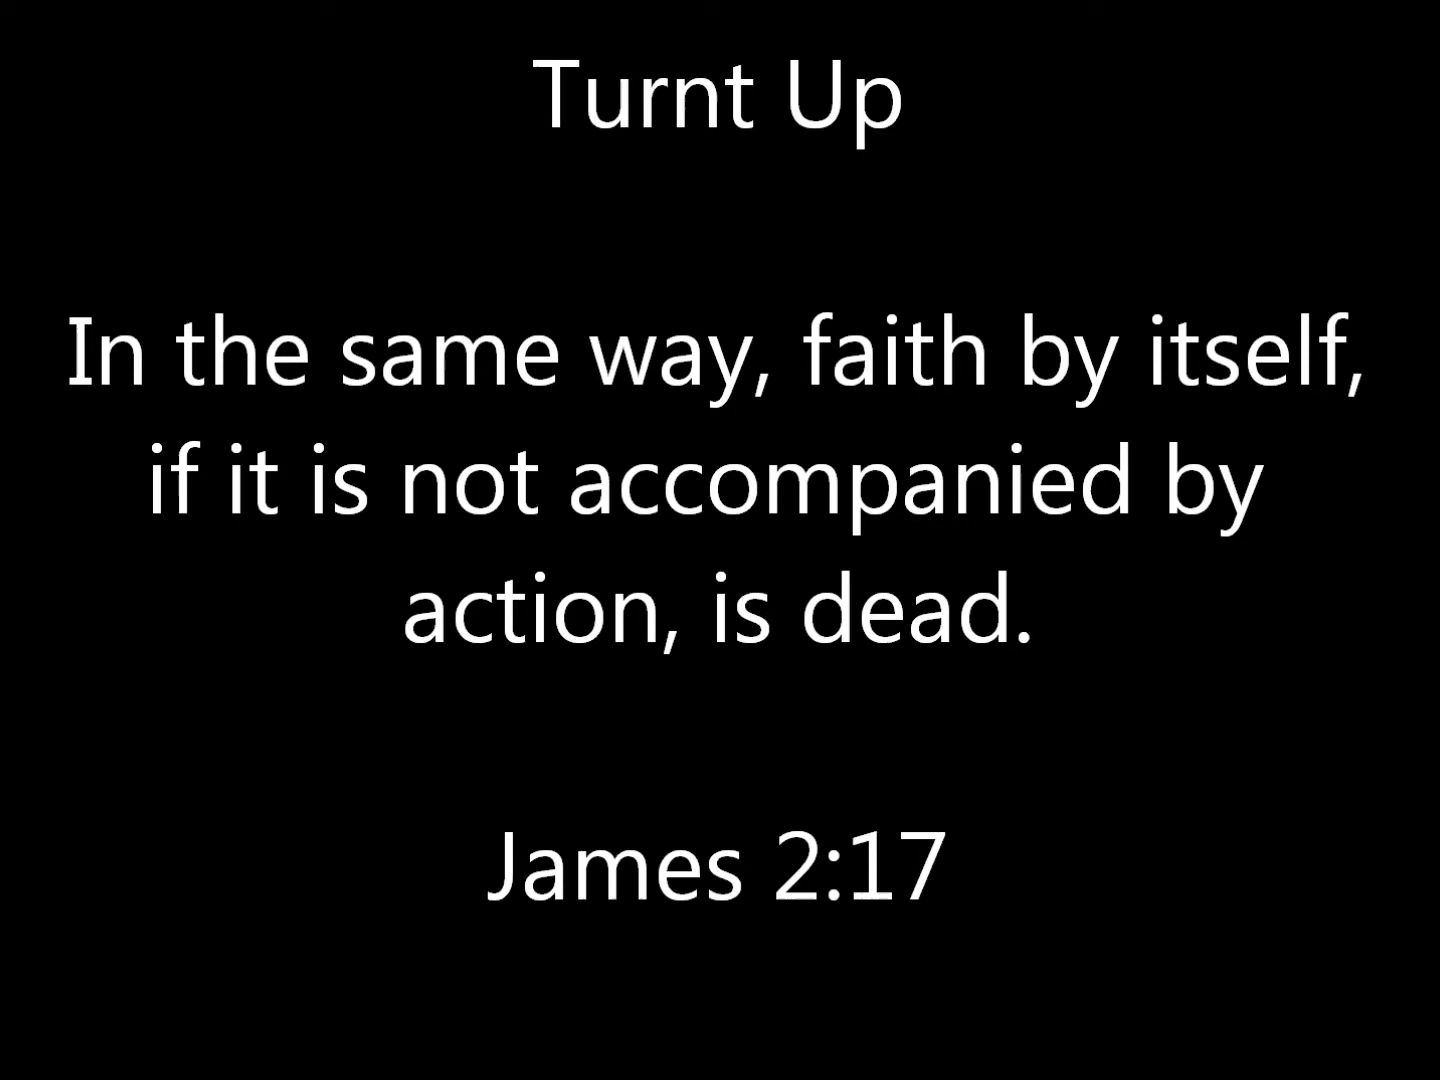 Turnt Up
In the same way, faith by itself,
if it is not accompanied by
action, is dead.
James 2:17